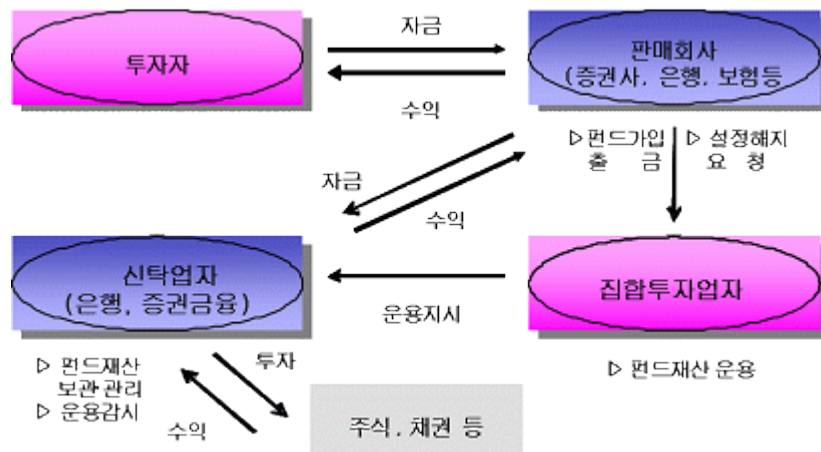 자금
투자자
판매회사
(증권사, 은행, 보험등
수익
▷펀드가입
출 금
▷ 설정해지
요 청
자금
수익
신탁업자
(은행, 증권금융)
집합투자업자
운용지시
▷ 펀드재산
보관관리
▷ 운용감시
투자
수익
▷ 펀드재산 운용
주식, 채권 등